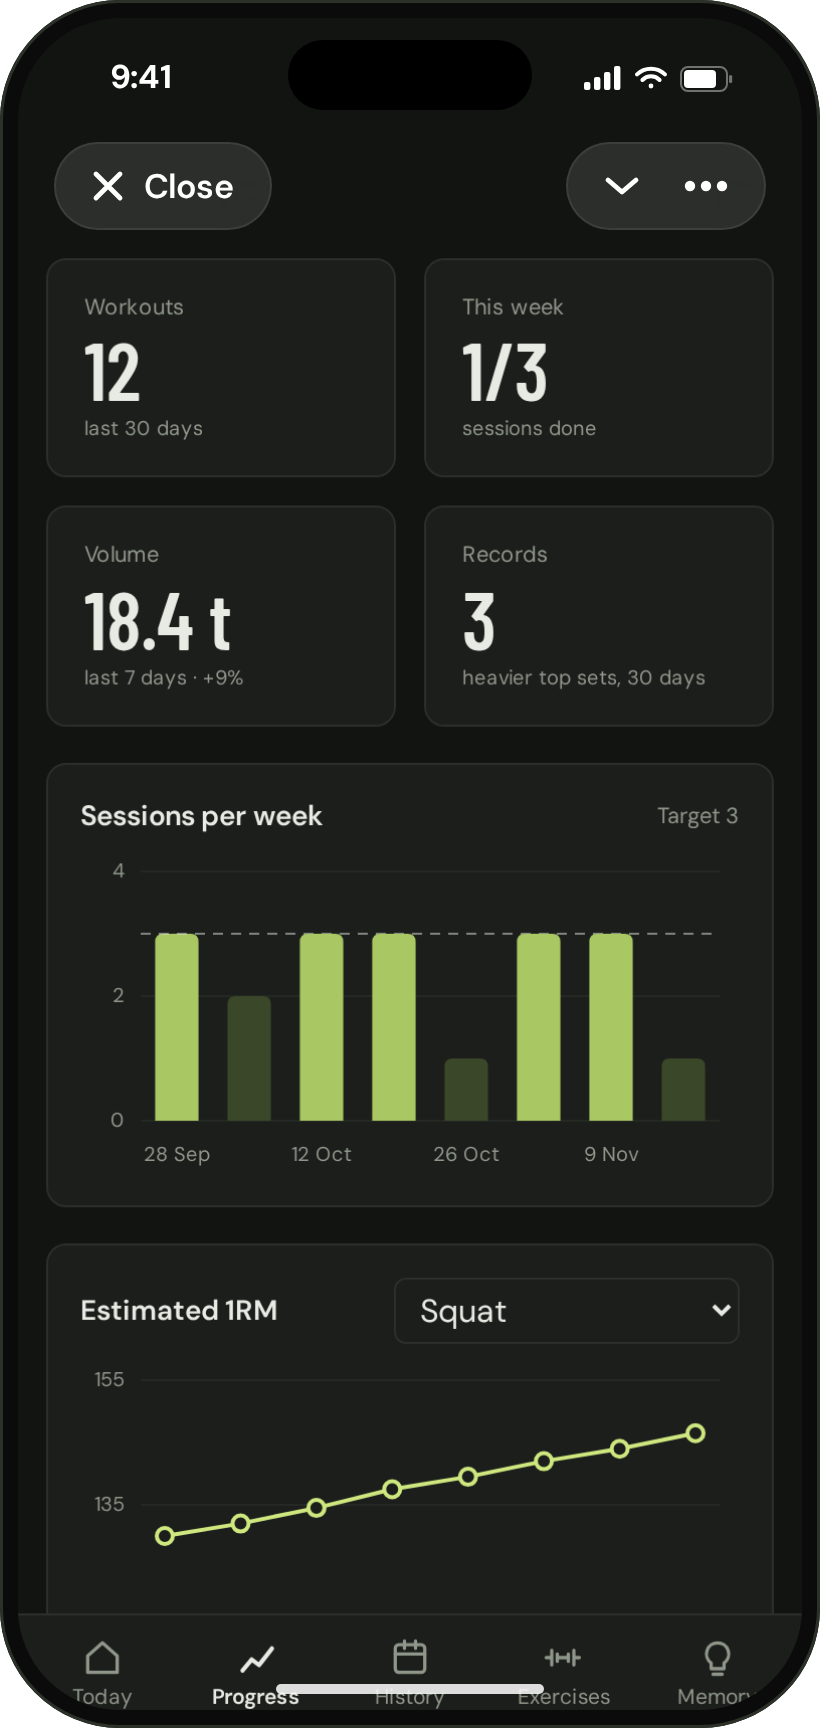 9:41
Close
Workouts
12
last 30 days
This week
1/3
sessions done
Volume
18.4 t
last 7 days · +9%
Records
3
heavier top sets, 30 days
Sessions per week
Target 3
4
2
0
28 Sep
12 Oct
26 Oct
9 Nov
Estimated 1RM
Squat
155
135
Today
Progress
History
Exercises
Memory